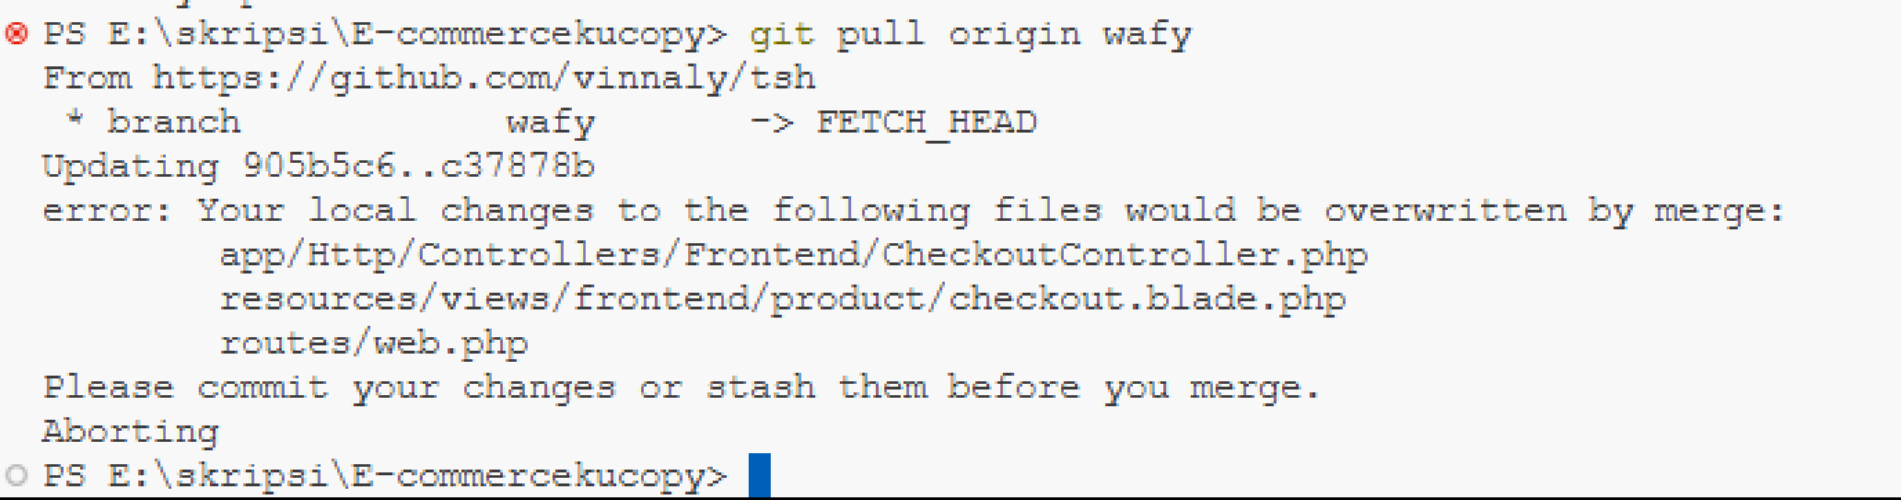 PS E:\skripsi\E-commercekucopy> git pull origin wafy
From https://github.com/vinnaly/tsh
 * branch            wafy       -> FETCH_HEAD
Updating 905b5c6..c37878b
error: Your local changes to the following files would be overwritten by merge:
        app/Http/Controllers/Frontend/CheckoutController.php
        resources/views/frontend/product/checkout.blade.php
        routes/web.php
Please commit your changes or stash them before you merge.
Aborting
PS E:\skripsi\E-commercekucopy>